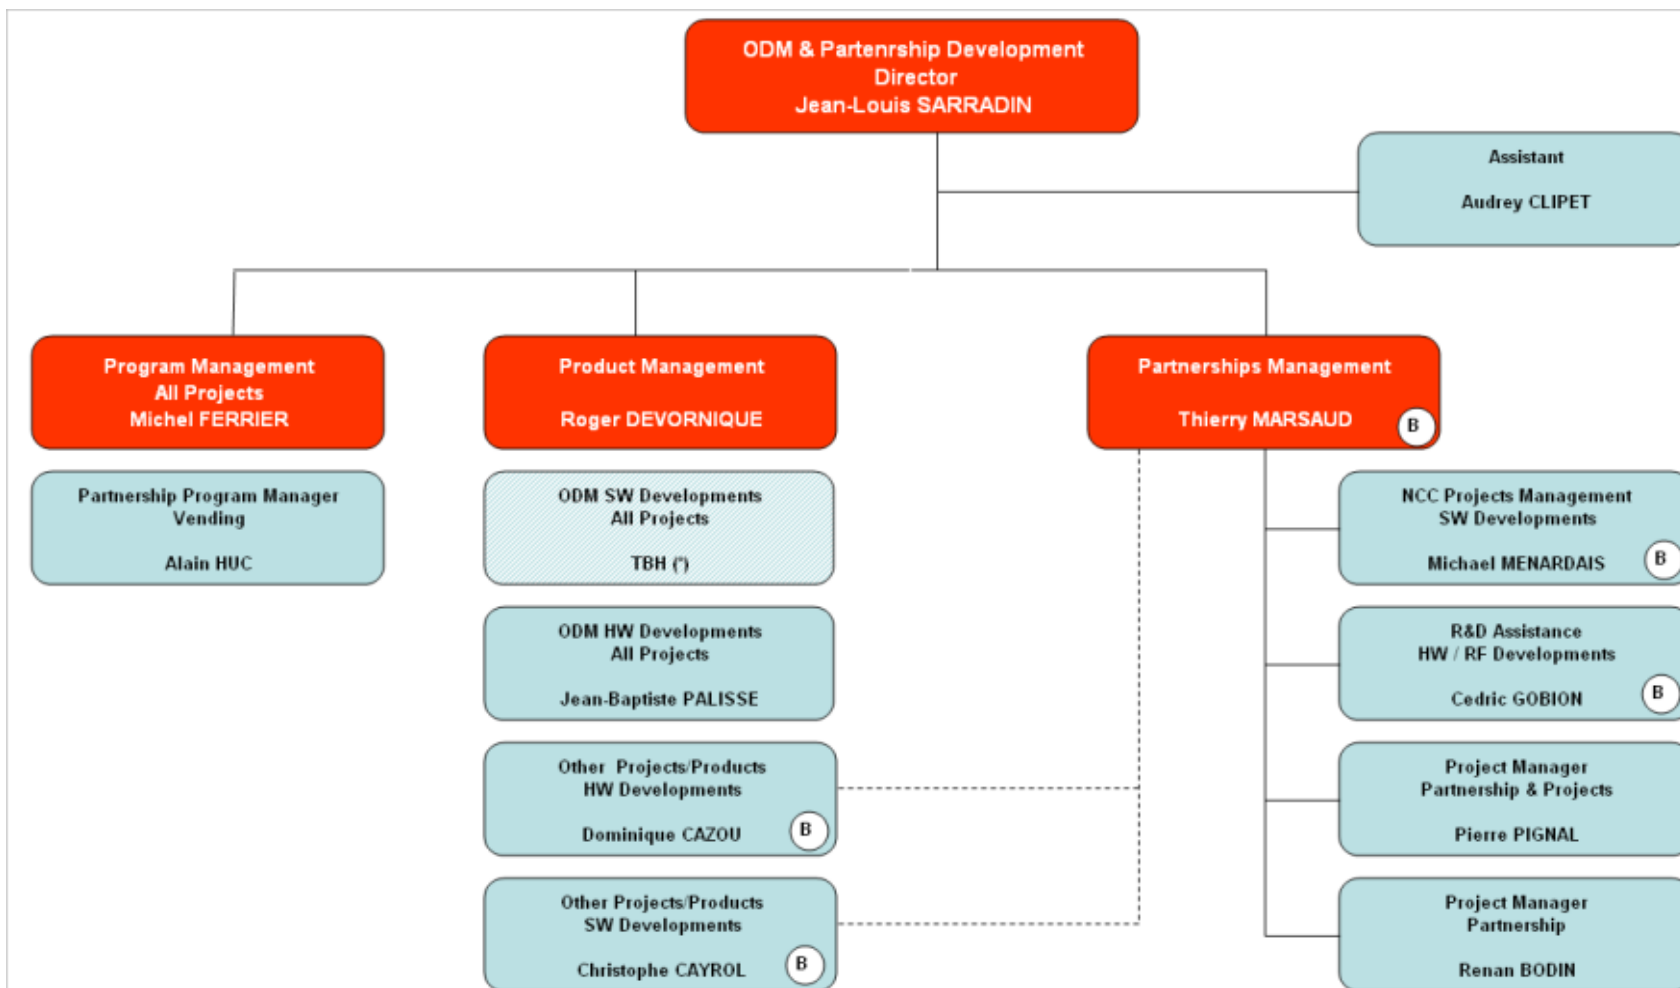 ODM & Partenrship Development
Director
Jean-Louis SARRADIN
Assistant
Audrey CLIPET
Program Management
All Projects
Michel FERRIER
Product Management
Roger DEVORNIQUE
Partnerships Management
Thierry MARSAUD
B
Partnership Program Manager
Vending
Alain HUC
ODM SW Developments
All Projects
TBH (*)
ODM HW Developments
All Projects
Jean-Baptiste PALISSE
Other Projects/Products
HW Developments
Dominique CAZOU
B
Other Projects/Products
SW Developments
Christophe CAYROL
B
NCC Projects Management
SW Developments
Michael MENARDAIS
B
R&D Assistance
HW / RF Developments
Cedric GOBION
B
Project Manager
Partnership & Projects
Pierre PIGNAL
Project Manager
Partnership
Renan BODIN